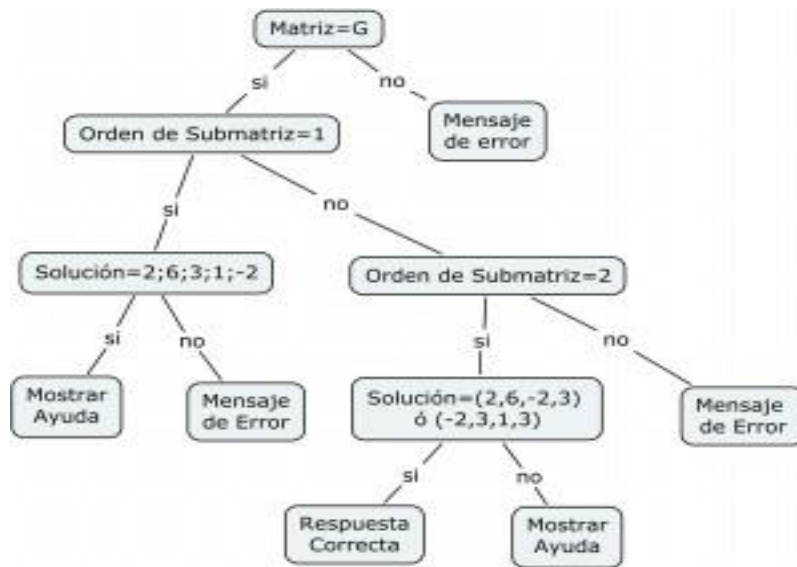 Matriz=G
si
no
Orden de Submatriz=1
Mensaje
de error
si
no
Solución=2;6;3;1;-2
Orden de Submatriz=2
si
no
si
no
Mostrar
Ayuda
Mensaje
de Error
Solución=(2,6,-2,3)
ó (-2,3,1,3)
Mensaje
de Error
si
no
Respuesta
Correcta
Mostrar
Ayuda